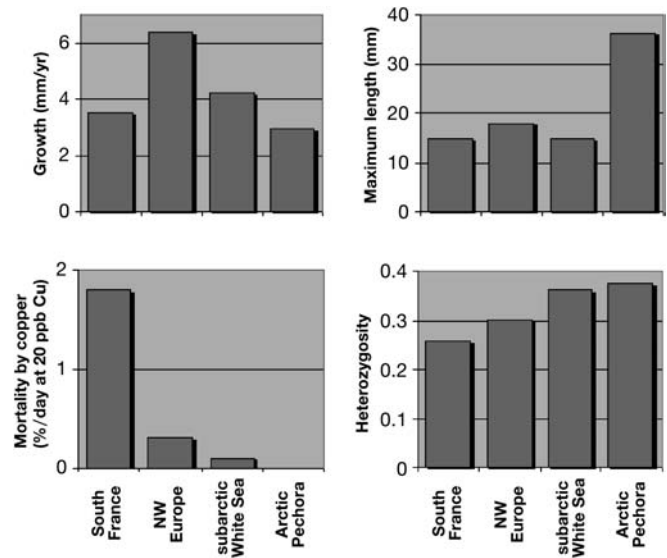 Growth (mm/yr)
6
4
2
0
Maximum length (mm)
40
30
20
10
0
Mortality by copper
(%/day at 20 ppb Cu)
2
1
0
South
France
NW
Europe
subarctic
White Sea
Arctic
Pechora
Heterozygosity
0.4
0.3
0.2
0.1
0
South
France
NW
Europe
subarctic
White Sea
Arctic
Pechora